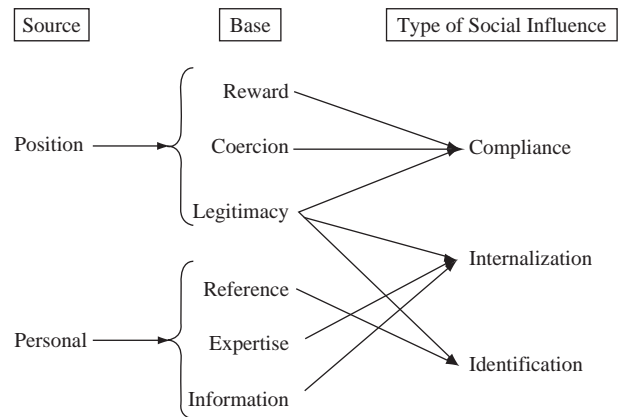 Source Base Type of Social Influence
Reward
Position Coercion Compliance
Legitimacy
Internalization
Reference
Personal Expertise
Identification
Information